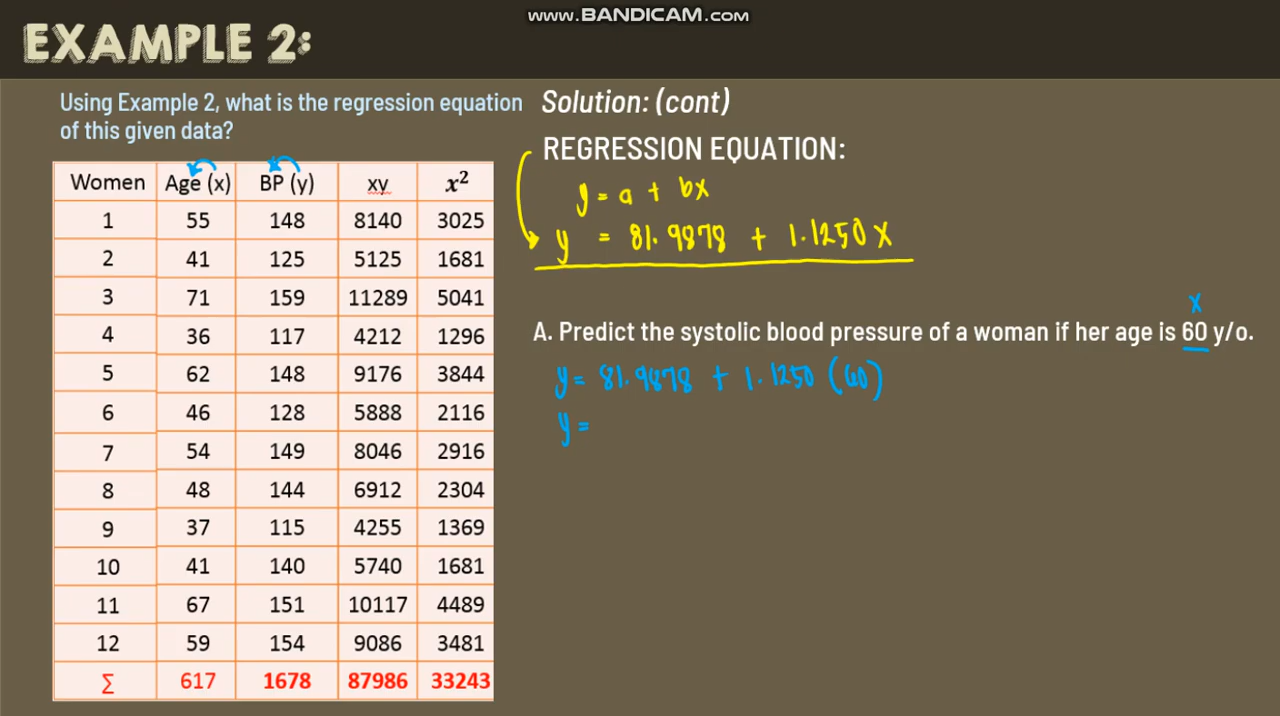 www.BANDICAM.com
EXAMPLE 2:
Using Example 2, what is the regression equation
of this given data?
Women Age (x) BP (y) xy x²
1 55 148 8140 3025
2 41 125 5125 1681
3 71 159 11289 5041
4 36 117 4212 1296
5 62 148 9176 3844
6 46 128 5888 2116
7 54 149 8046 2916
8 48 144 6912 2304
9 37 115 4255 1369
10 41 140 5740 1681
11 67 151 10117 4489
12 59 154 9086 3481
∑ 617 1678 87986 33243
Solution: (cont)
REGRESSION EQUATION:
y = a + bx
y = 81.9878 + 1.1250 x
x
A. Predict the systolic blood pressure of a woman if her age is 60 y/o.
y = 81.9878 + 1.1250 (60)
y =